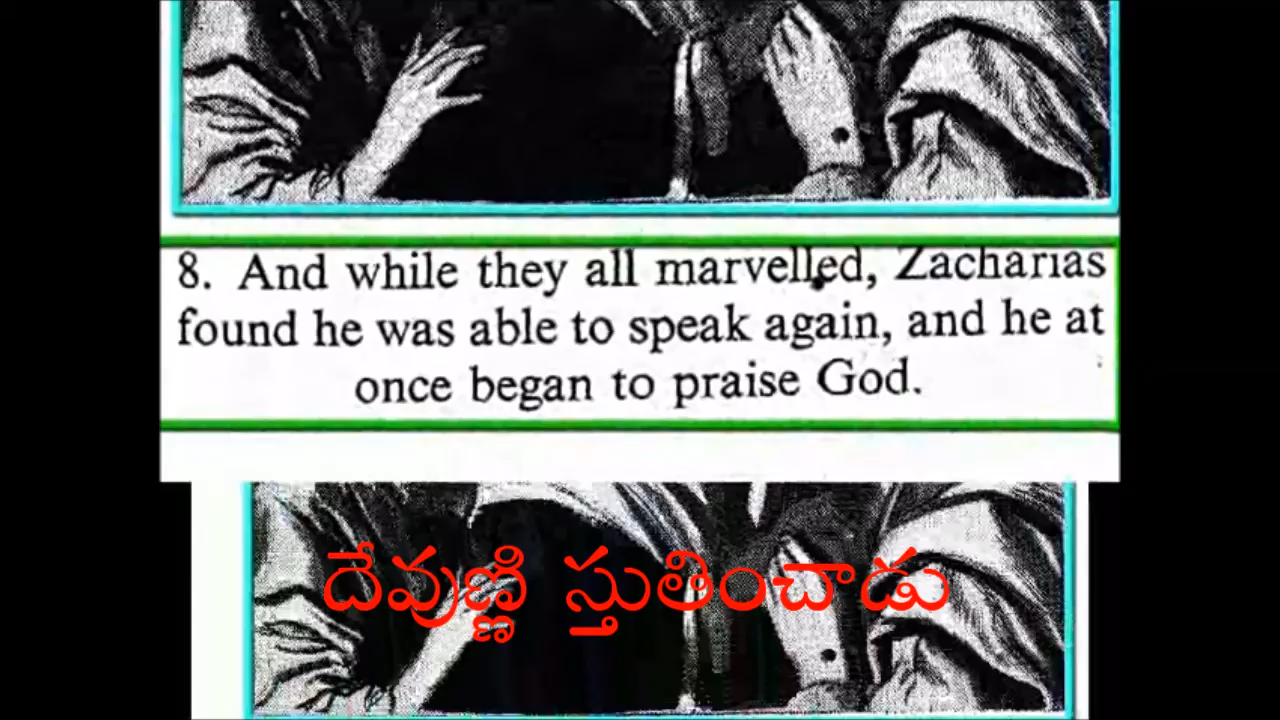 8. And while they all marvelled, Zacharias
found he was able to speak again, and he at
once began to praise God.
దేవుణ్ణి స్తుతించాడు